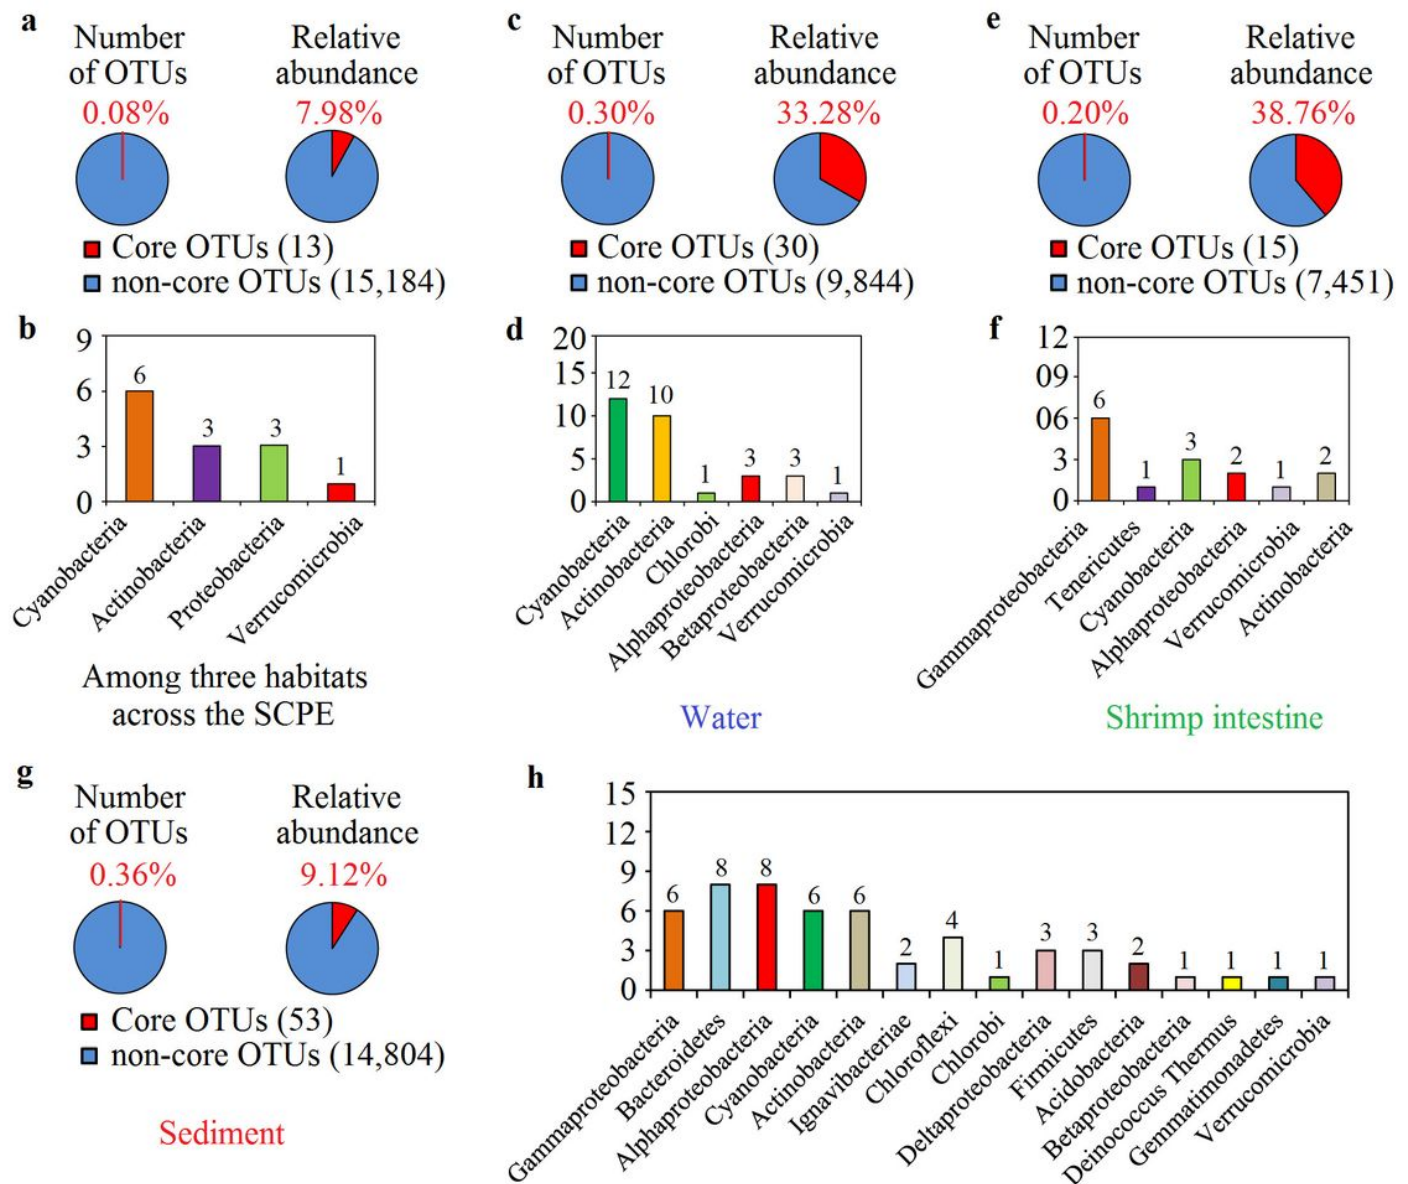 a
Number
of OTUs
0.08%
Relative
abundance
7.98%
Core OTUs (13)
non-core OTUs (15,184)
c
Number
of OTUs
0.30%
Relative
abundance
33.28%
Core OTUs (30)
non-core OTUs (9,844)
e
Number
of OTUs
0.20%
Relative
abundance
38.76%
Core OTUs (15)
non-core OTUs (7,451)
b
9
6
3
0
6
3
3
1
Cyanobacteria
Actinobacteria
Proteobacteria
Verrucomicrobia
Among three habitats
across the SCPE
d
20
15
10
5
0
12
10
1
3
3
1
Cyanobacteria
Actinobacteria
Chlorobi
Alphaproteobacteria
Betaproteobacteria
Verrucomicrobia
Water
f
12
09
06
3
0
6
1
3
2
1
2
Gammaproteobacteria
Tenericutes
Cyanobacteria
Alphaproteobacteria
Verrucomicrobia
Actinobacteria
Shrimp intestine
g
Number
of OTUs
0.36%
Relative
abundance
9.12%
Core OTUs (53)
non-core OTUs (14,804)
Sediment
h
15
12
9
6
3
0
6
8
8
6
6
2
4
1
3
3
2
1
1
1
1
Gammaproteobacteria
Bacteroidetes
Alphaproteobacteria
Cyanobacteria
Actinobacteria
Ignavibacteriae
Chloroflexi
Chlorobi
Deltaproteobacteria
Firmicutes
Acidobacteria
Betaproteobacteria
Deinococcus Thermus
Gemmatimonadetes
Verrucomicrobia